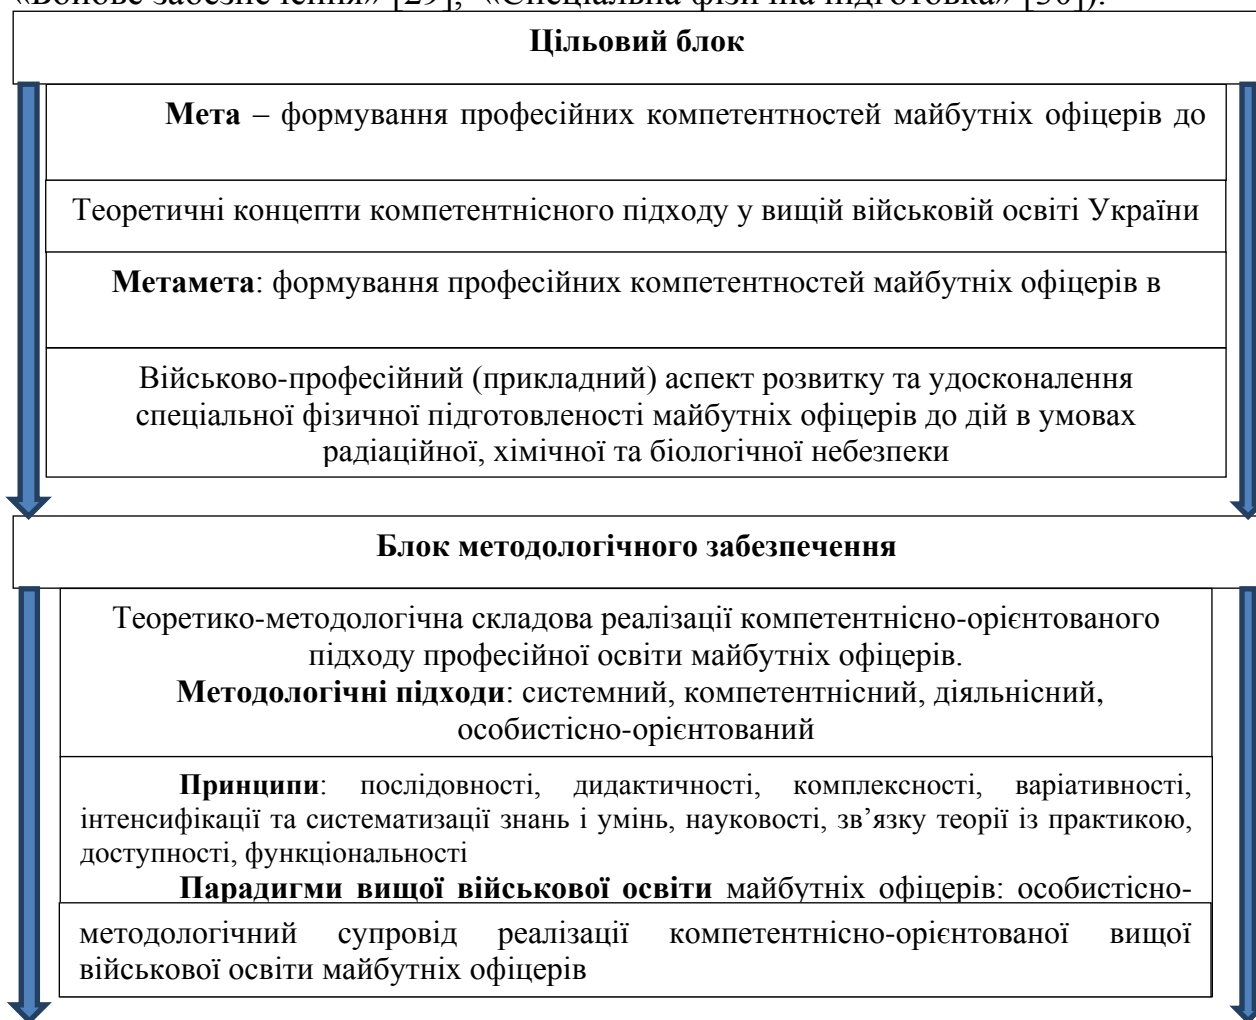 «Бойове забезпечення» [29], «Спеціальна фізична підготовка» [30]).
Цільовий блок
Мета – формування професійних компетентностей майбутніх офіцерів до
Теоретичні концепти компетентнісного підходу у вищій військовій освіті України
Метамета: формування професійних компетентностей майбутніх офіцерів в
Військово-професійний (прикладний) аспект розвитку та удосконалення
спеціальної фізичної підготовленості майбутніх офіцерів до дій в умовах
радіаційної, хімічної та біологічної небезпеки
Блок методологічного забезпечення
Теоретико-методологічна складова реалізації компетентнісно-орієнтованого
підходу професійної освіти майбутніх офіцерів.
Методологічні підходи: системний, компетентнісний, діяльнісний,
особистісно-орієнтований
Принципи: послідовності, дидактичності, комплексності, варіативності,
інтенсифікації та систематизації знань і умінь, науковості, зв’язку теорії із практикою,
доступності, функціональності
Парадигми вищої військової освіти майбутніх офіцерів: особистісно-
методологічний супровід реалізації компетентнісно-орієнтованої вищої
військової освіти майбутніх офіцерів